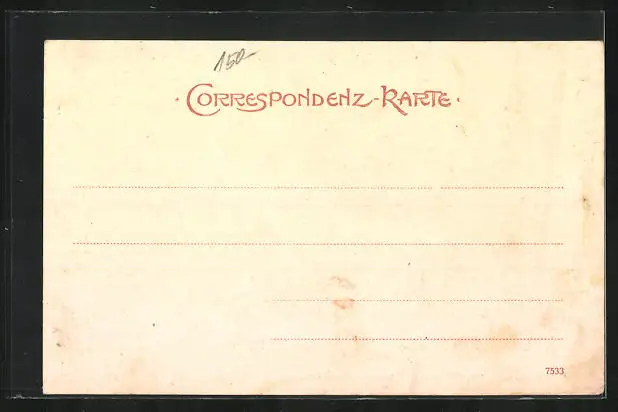 150-
· CORRESPONDENZ-KARTE ·
7533